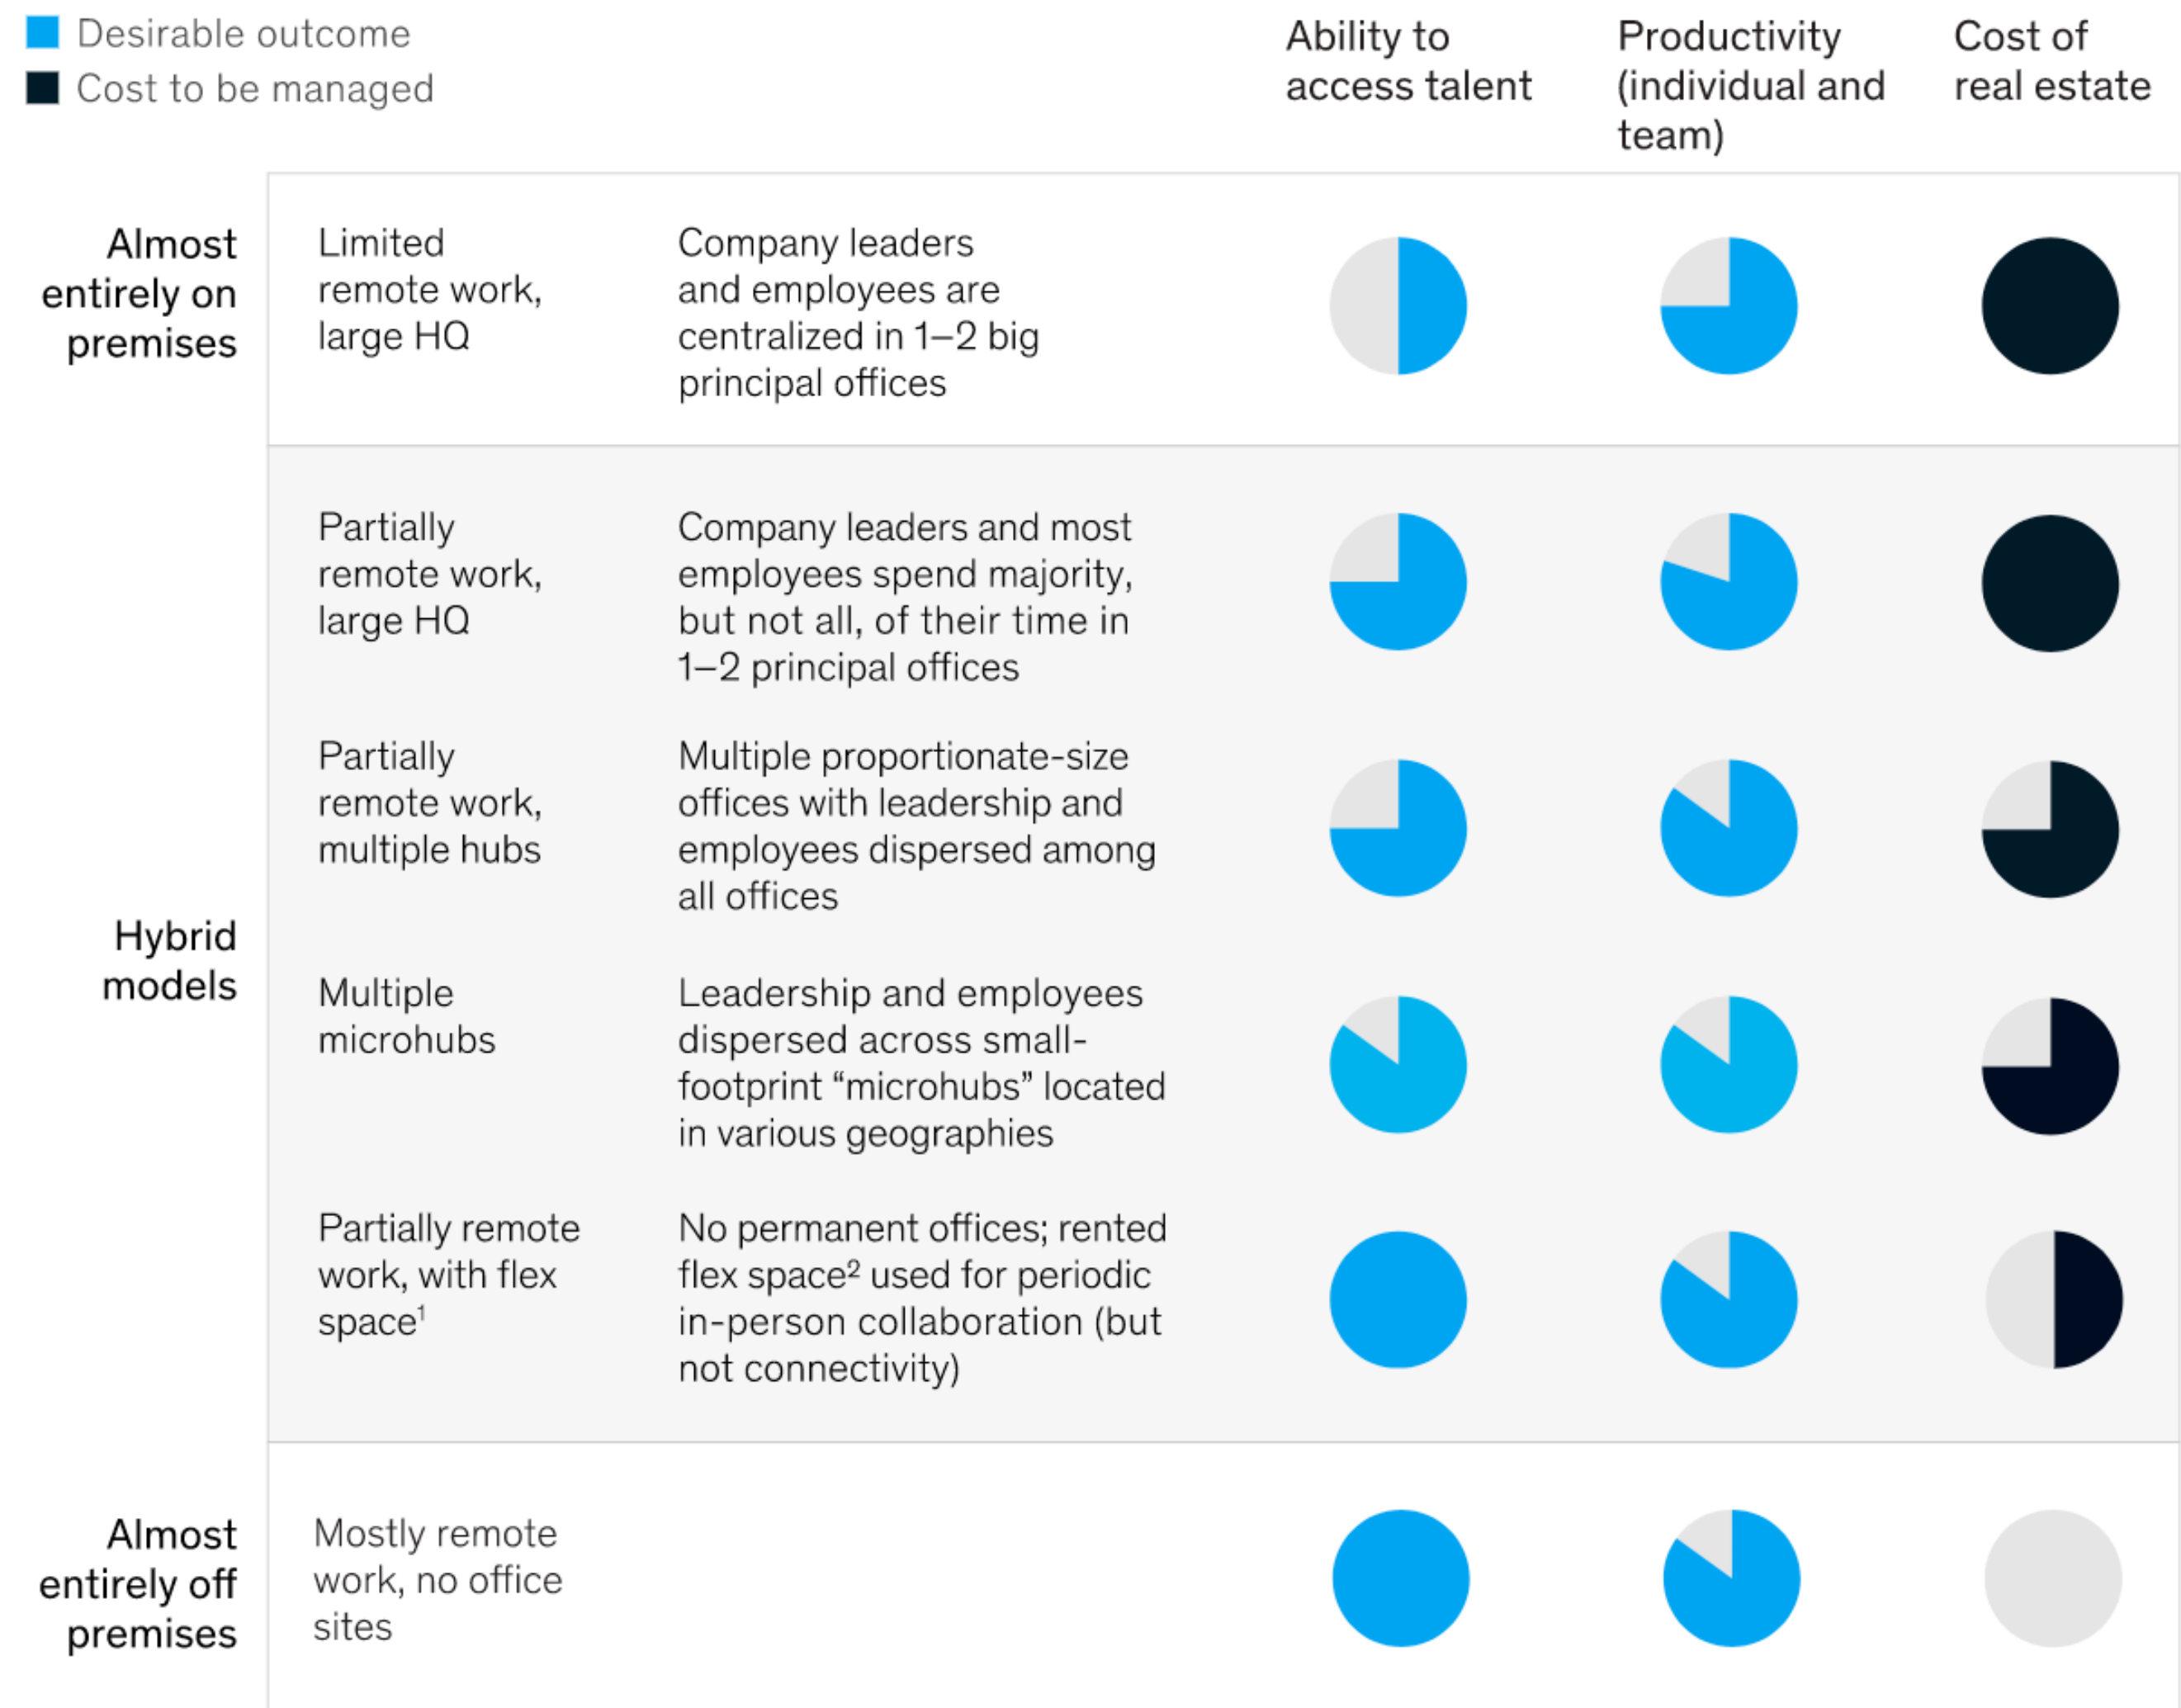 Desirable outcome
Cost to be managed
Ability to
access talent
Productivity
(individual and
team)
Cost of
real estate
Almost
entirely on
premises
Limited
remote work,
large HQ
Company leaders
and employees are
centralized in 1–2 big
principal offices
Hybrid
models
Partially
remote work,
large HQ
Company leaders and most
employees spend majority,
but not all, of their time in
1–2 principal offices
Partially
remote work,
multiple hubs
Multiple proportionate-size
offices with leadership and
employees dispersed among
all offices
Multiple
microhubs
Leadership and employees
dispersed across small-
footprint “microhubs” located
in various geographies
Partially remote
work, with flex
space¹
No permanent offices; rented
flex space² used for periodic
in-person collaboration (but
not connectivity)
Almost
entirely off
premises
Mostly remote
work, no office
sites